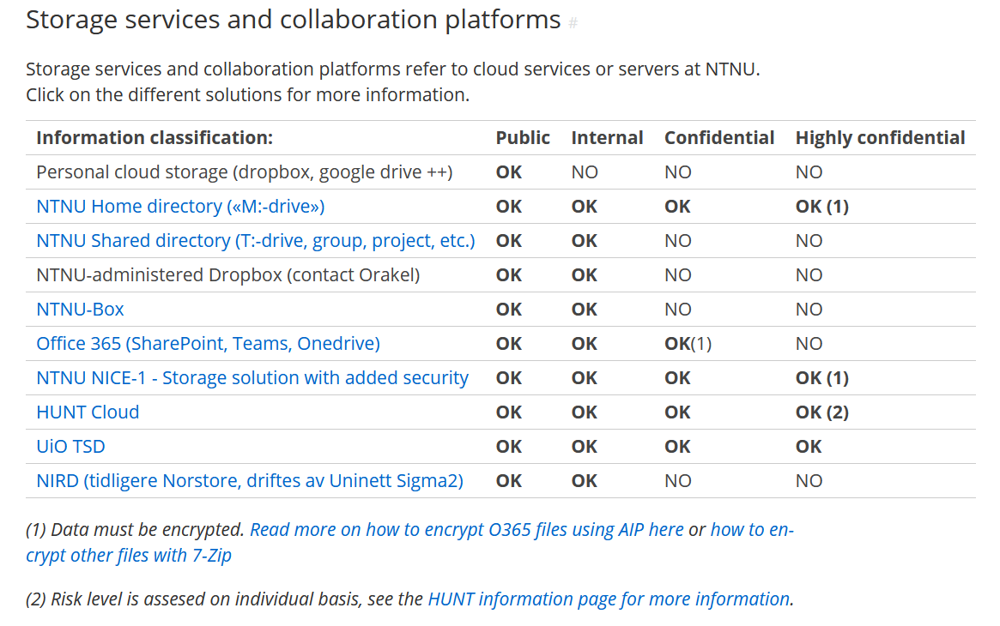 Storage services and collaboration platforms #
Storage services and collaboration platforms refer to cloud services or servers at NTNU.
Click on the different solutions for more information.
Information classification: Public Internal Confidential Highly confidential
Personal cloud storage (dropbox, google drive ++) OK NO NO NO
NTNU Home directory («M:-drive») OK OK OK OK (1)
NTNU Shared directory (T:-drive, group, project, etc.) OK OK NO NO
NTNU-administered Dropbox (contact Orakel) OK OK NO NO
NTNU-Box OK OK NO NO
Office 365 (SharePoint, Teams, Onedrive) OK OK OK(1) NO
NTNU NICE-1 - Storage solution with added security OK OK OK OK (1)
HUNT Cloud OK OK OK OK (2)
UiO TSD OK OK OK OK
NIRD (tidligere Norstore, driftes av Uninett Sigma2) OK OK NO NO
(1) Data must be encrypted. Read more on how to encrypt O365 files using AIP here or how to en-
crypt other files with 7-Zip
(2) Risk level is assesed on individual basis, see the HUNT information page for more information.